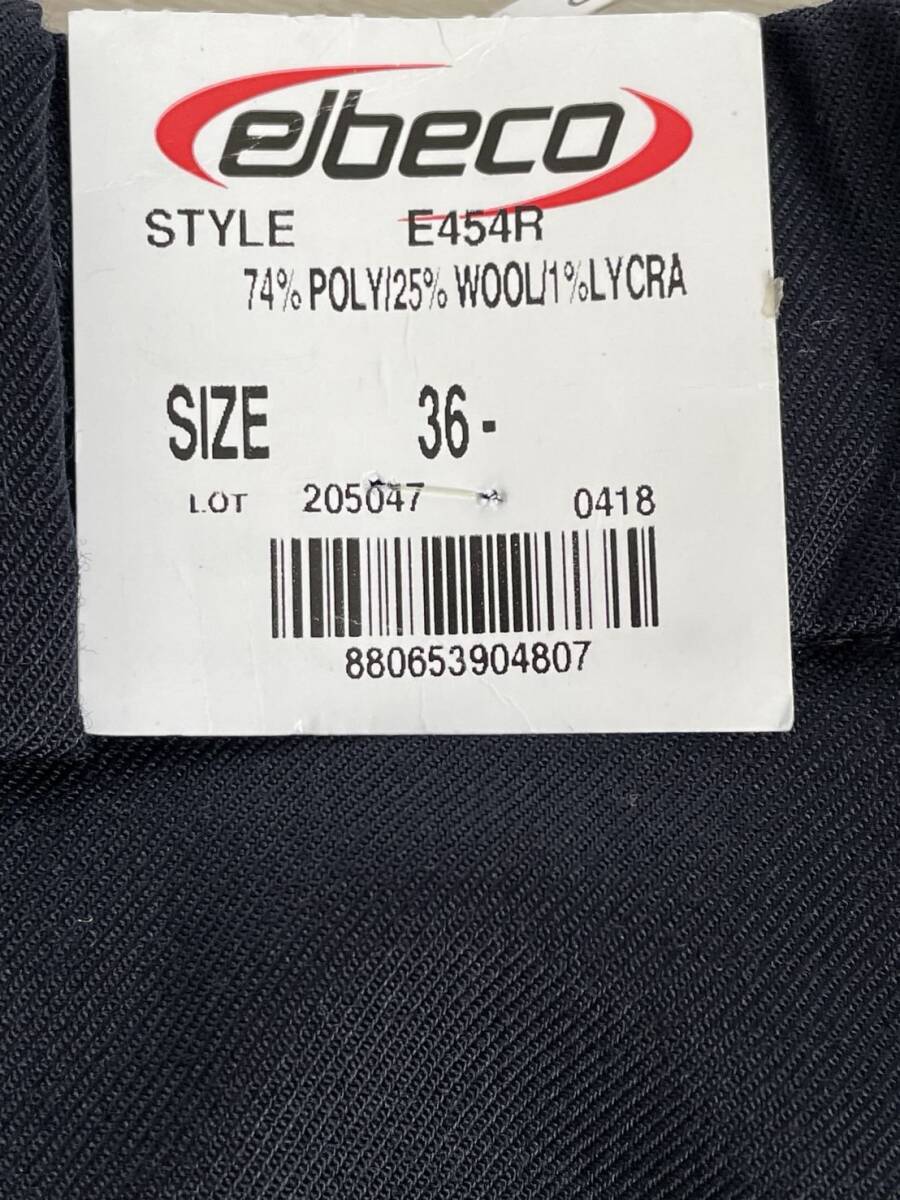 elbeco
STYLE E454R
74% POLY/25% WOOL/1%LYCRA
SIZE 36-
LOT 205047 0418
880653904807